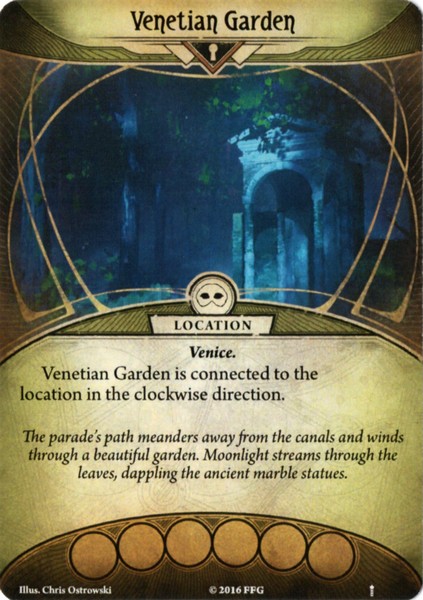 Venetian Garden
LOCATION
Venice.
Venetian Garden is connected to the
location in the clockwise direction.
The parade's path meanders away from the canals and winds
through a beautiful garden. Moonlight streams through the
leaves, dappling the ancient marble statues.
Illus. Chris Ostrowski
© 2016 FFG